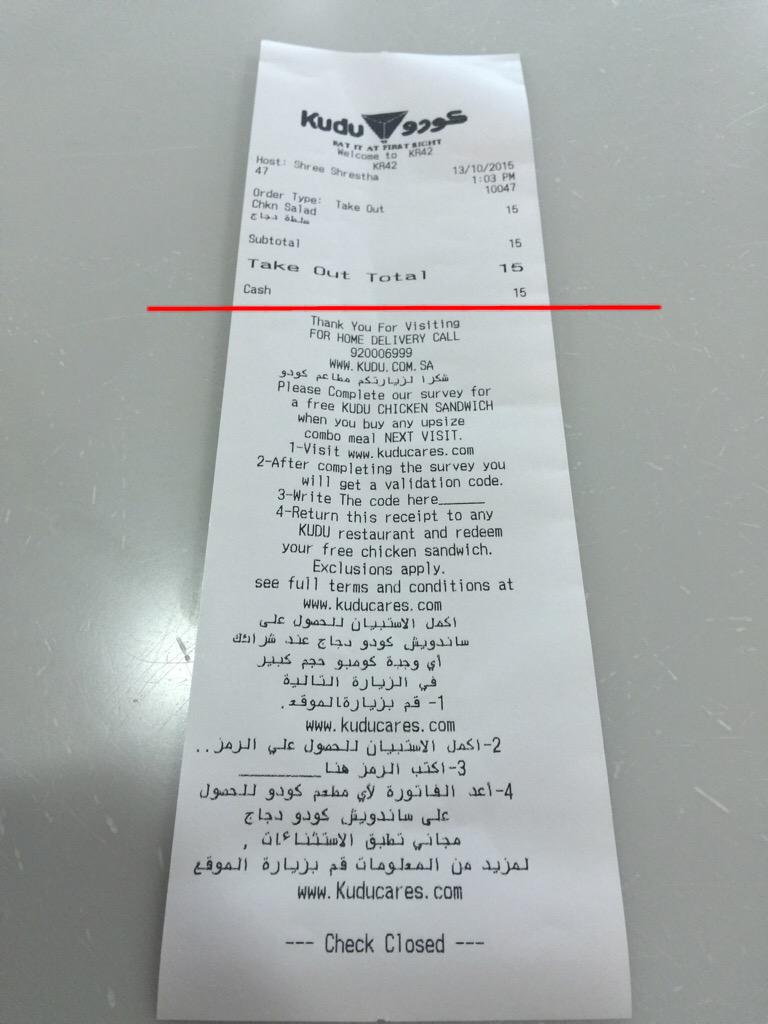 Kudu كودو
EAT IT AT FIRST BIGHT
Welcome to KR42
KR42
Host: Shree Shrestha 13/10/2015
47 1:03 PM
10047
Order Type: Take Out
Chkn Salad 15
سلطة دجاج
Subtotal 15
Take Out Total 15
Cash 15
Thank You For Visiting
FOR HOME DELIVERY CALL
920006999
WWW.KUDU.COM.SA
شكرا لزيارتكم مطاعم كودو
Please Complete our survey for
a free KUDU CHICKEN SANDWICH
when you buy any upsize
combo meal NEXT VISIT.
1-Visit www.kuducares.com
2-After completing the survey you
will get a validation code.
3-Write The code here______
4-Return this receipt to any
KUDU restaurant and redeem
your free chicken sandwich.
Exclusions apply.
see full terms and conditions at
www.kuducares.com
اكمل الاستبيان للحصول على
ساندويش كودو دجاج عند شرائك
أي وجبة كومبو حجم كبير
في الزيارة التالية
1- قم بزيارةالموقع.
www.kuducares.com
2-اكمل الاستبيان للحصول علي الرمز..
3-اكتب الرمز هنا_________
4-أعد الفاتورة لأي مطعم كودو للحصول
على ساندويش كودو دجاج
مجاني تطبق الاستثناءات ,
لمزيد من المعلومات قم بزيارة الموقع
www.Kuducares.com
--- Check Closed ---